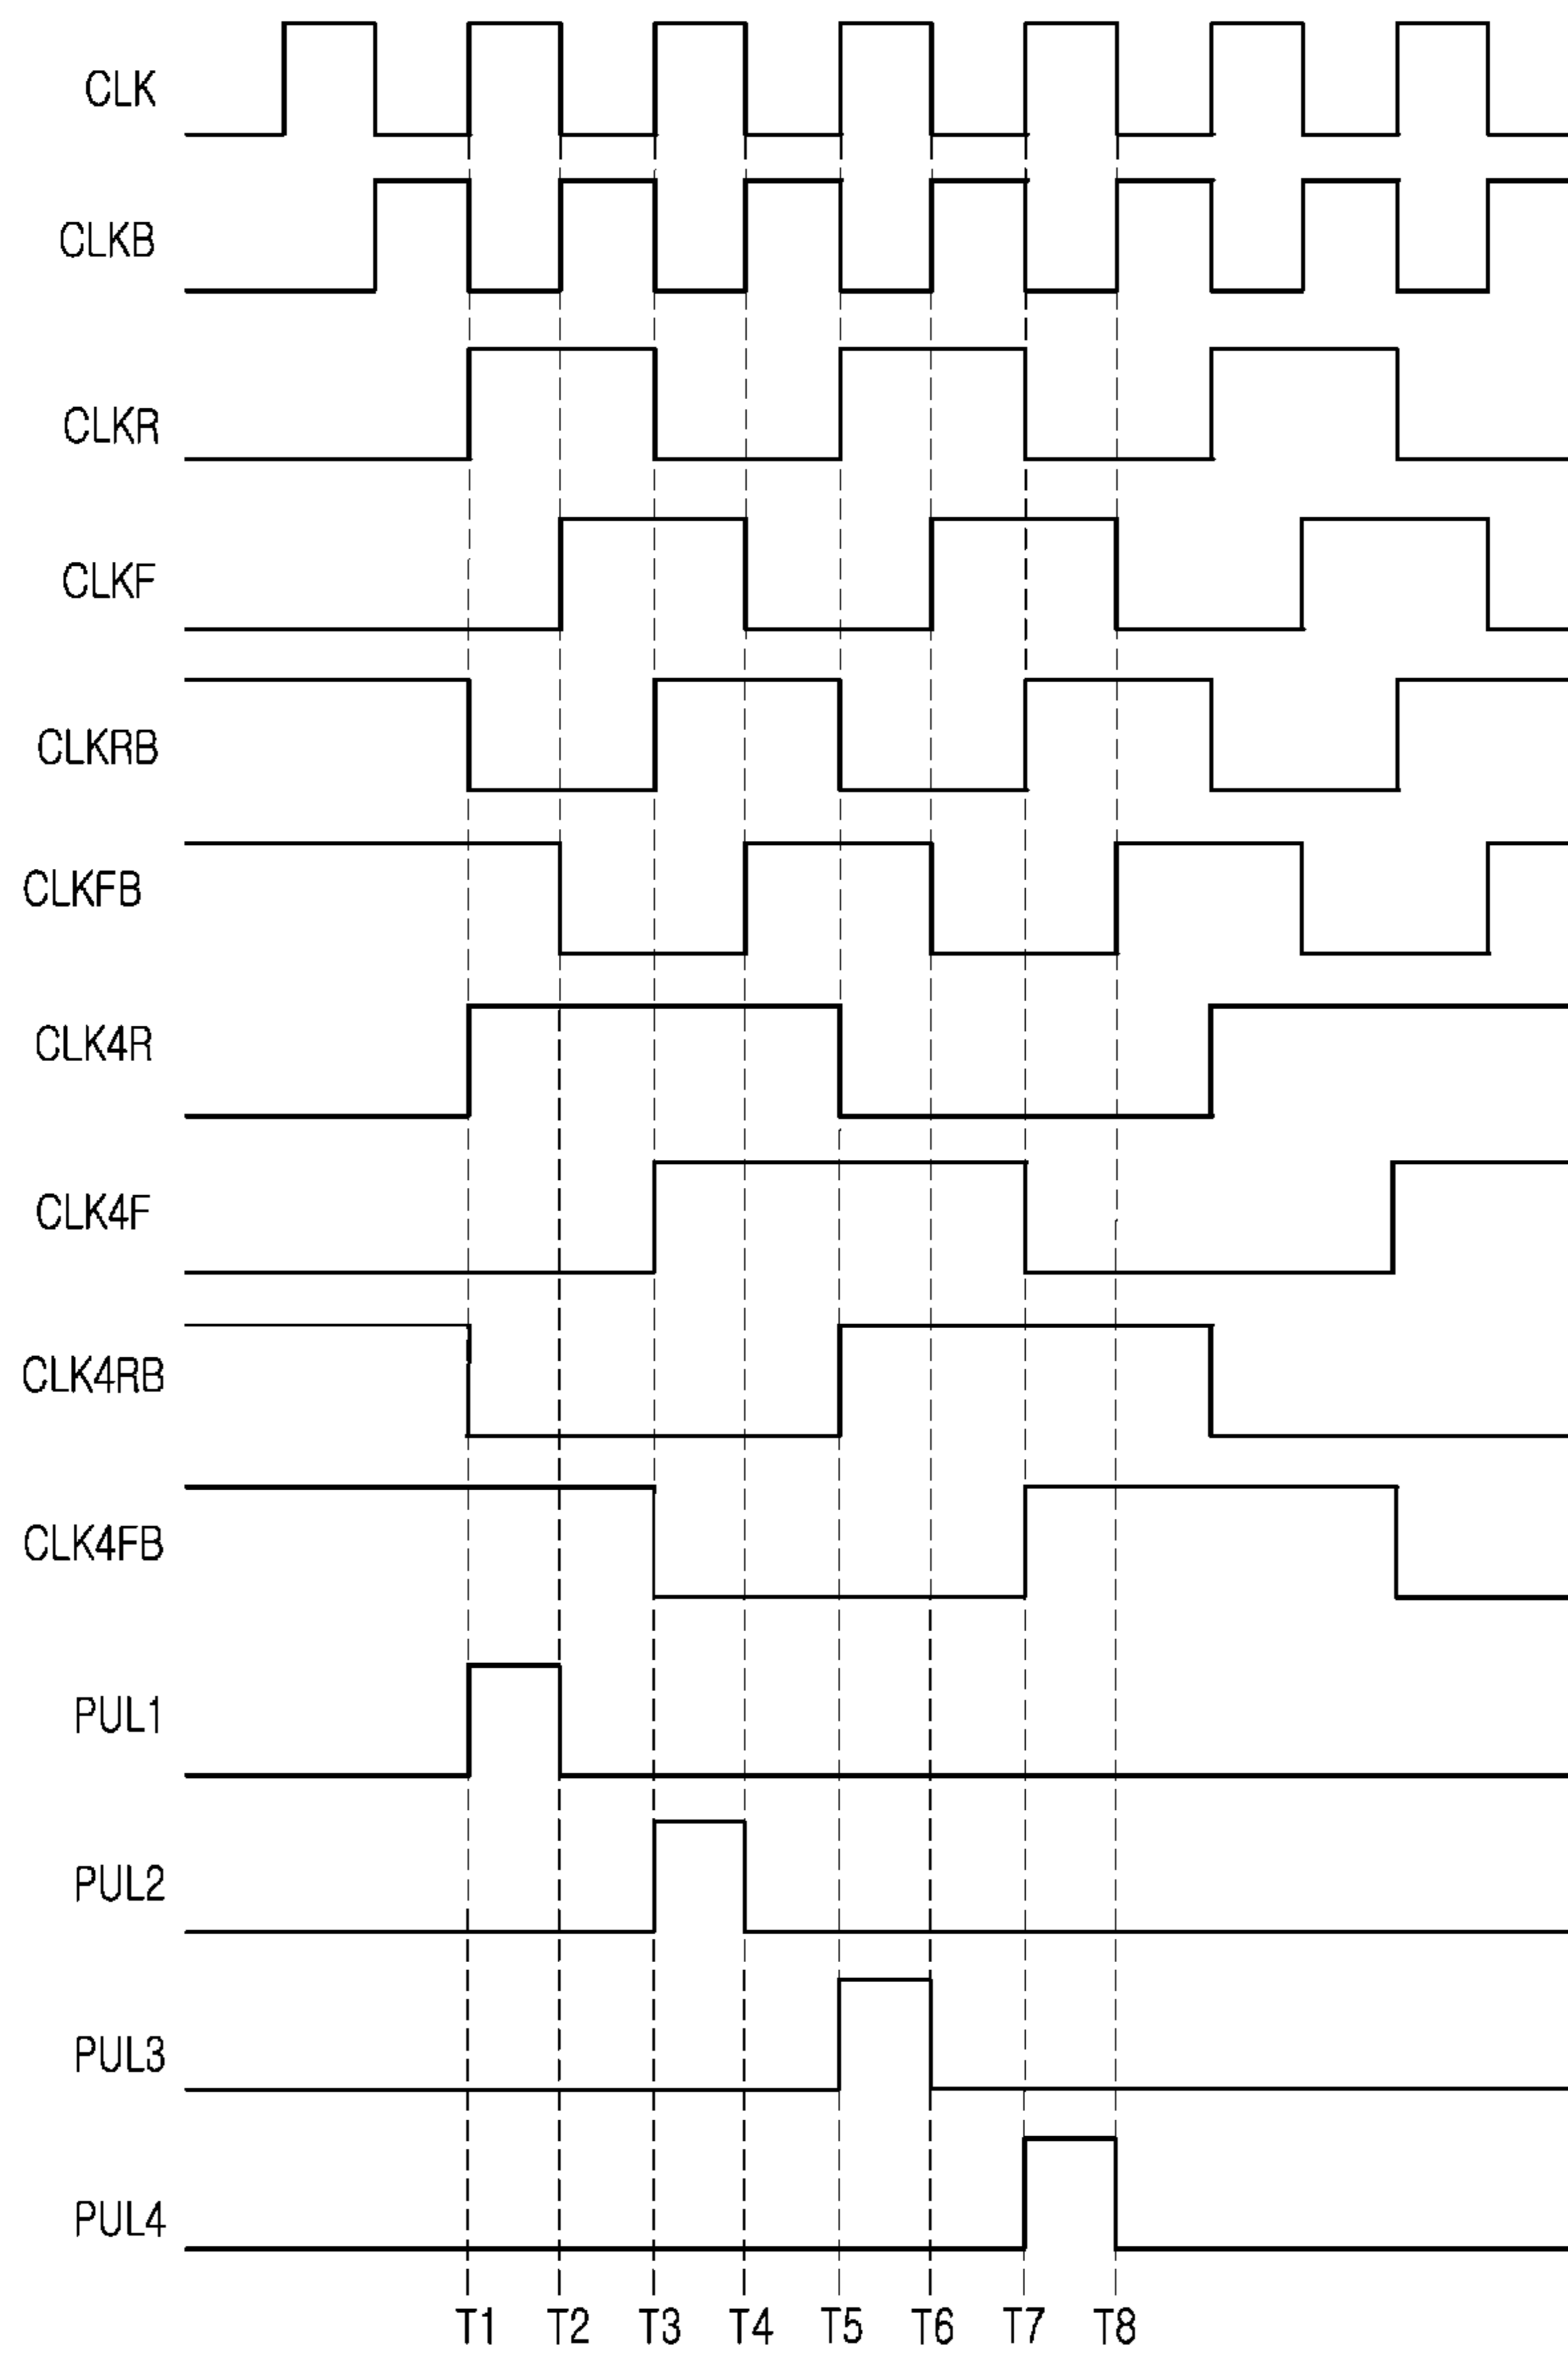 CLK
CLKB
CLKR
CLKF
CLKRB
CLKFB
CLK4R
CLK4F
CLK4RB
CLK4FB
PUL1
PUL2
PUL3
PUL4
T1 T2 T3 T4 T5 T6 T7 T8